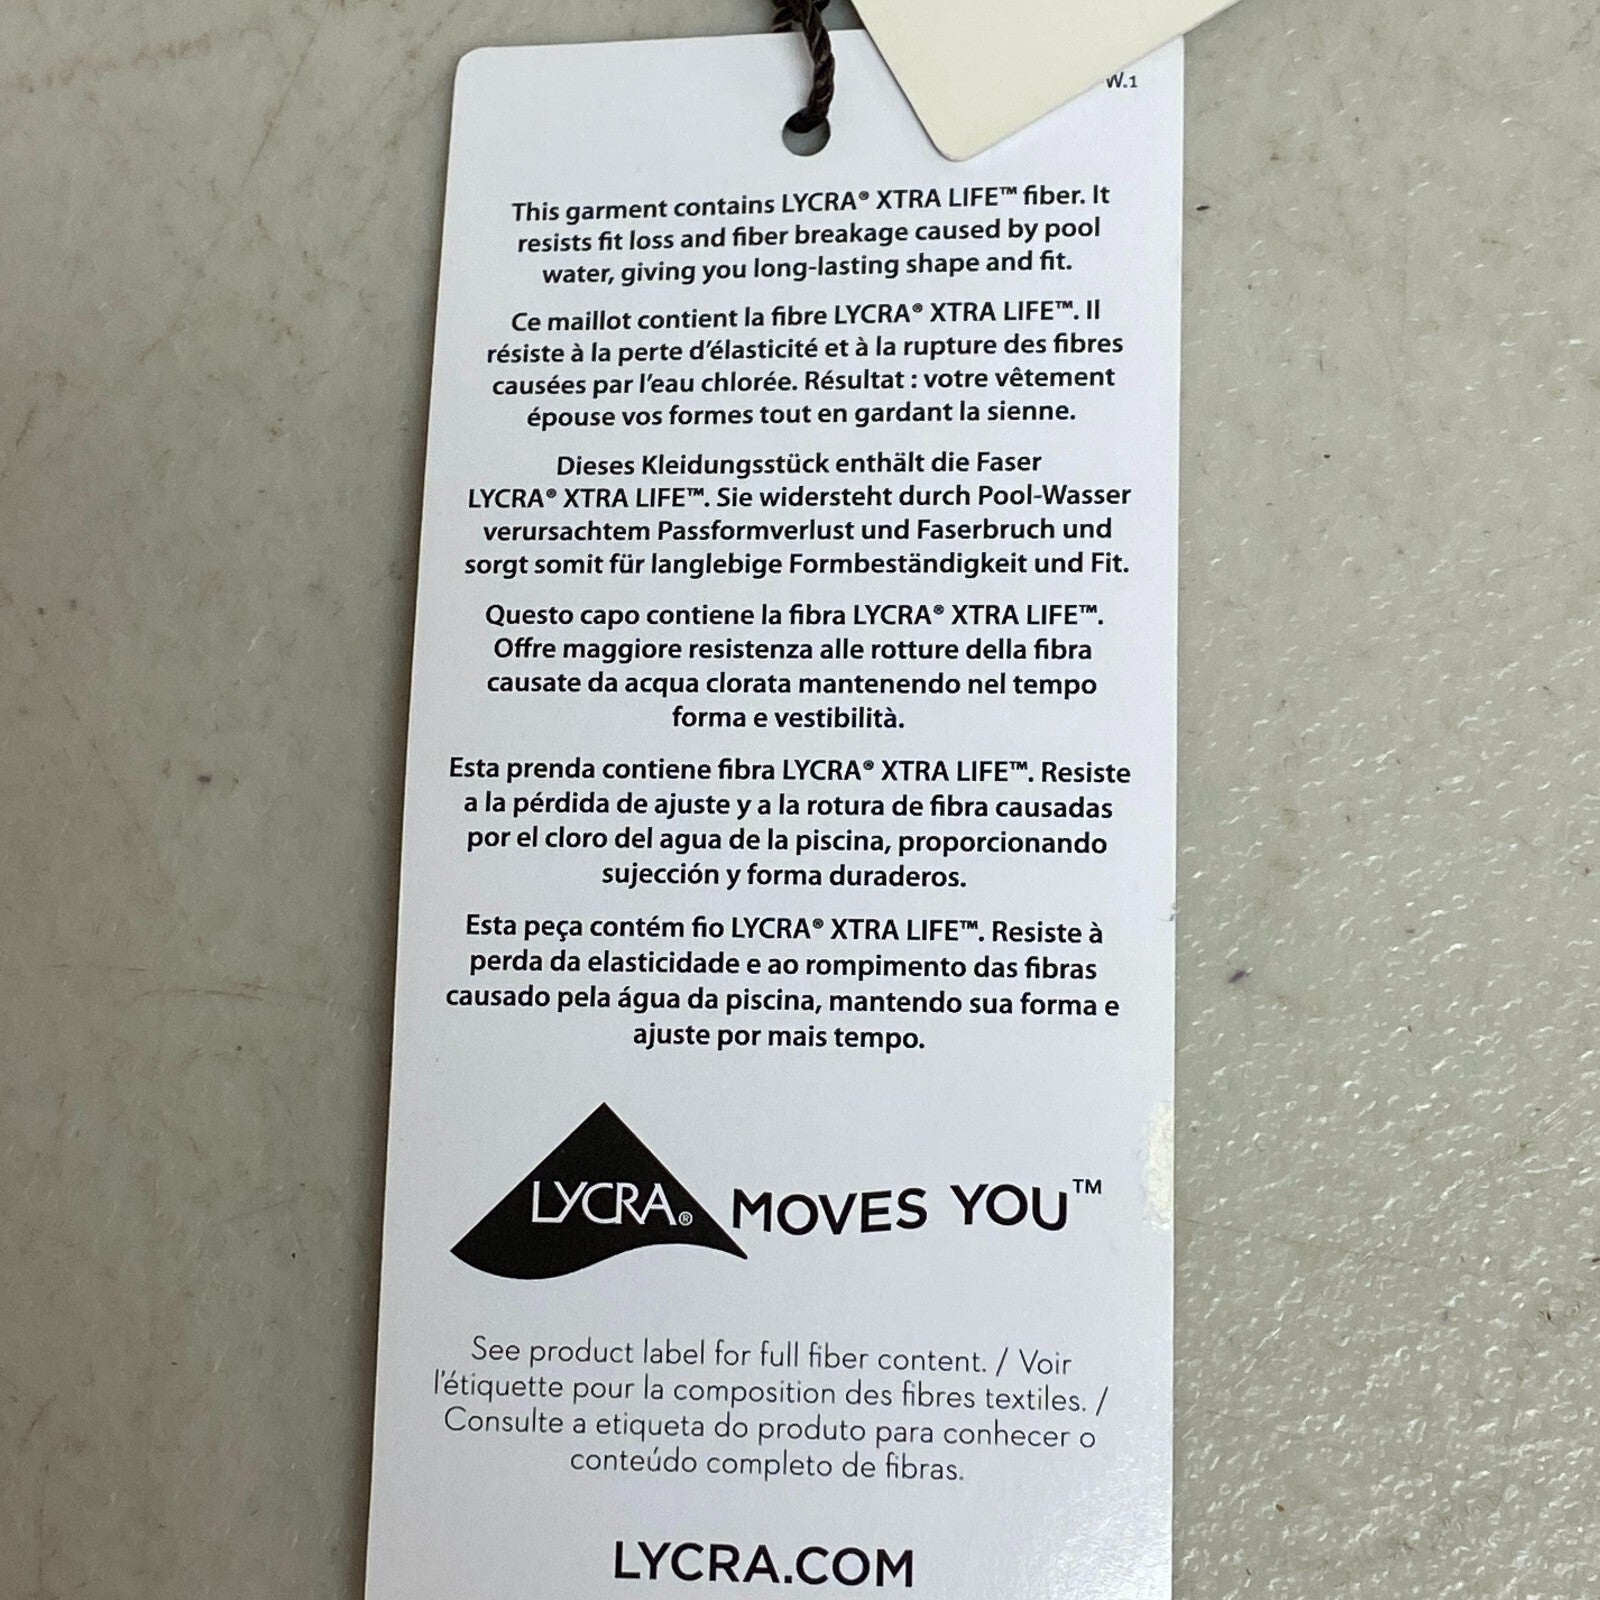 W.1
This garment contains LYCRA® XTRA LIFE™ fiber. It
resists fit loss and fiber breakage caused by pool
water, giving you long-lasting shape and fit.
Ce maillot contient la fibre LYCRA® XTRA LIFE™. Il
résiste à la perte d'élasticité et à la rupture des fibres
causées par l'eau chlorée. Résultat : votre vêtement
épouse vos formes tout en gardant la sienne.
Dieses Kleidungsstück enthält die Faser
LYCRA® XTRA LIFE™. Sie widersteht durch Pool-Wasser
verursachtem Passformverlust und Faserbruch und
sorgt somit für langlebige Formbeständigkeit und Fit.
Questo capo contiene la fibra LYCRA® XTRA LIFE™.
Offre maggiore resistenza alle rotture della fibra
causate da acqua clorata mantenendo nel tempo
forma e vestibilità.
Esta prenda contiene fibra LYCRA® XTRA LIFE™. Resiste
a la pérdida de ajuste y a la rotura de fibra causadas
por el cloro del agua de la piscina, proporcionando
sujección y forma duraderos.
Esta peça contém fio LYCRA® XTRA LIFE™. Resiste à
perda da elasticidade e ao rompimento das fibras
causado pela água da piscina, mantendo sua forma e
ajuste por mais tempo.
LYCRA® MOVES YOU™
See product label for full fiber content. / Voir
l'étiquette pour la composition des fibres textiles. /
Consulte a etiqueta do produto para conhecer o
conteúdo completo de fibras.
LYCRA.COM